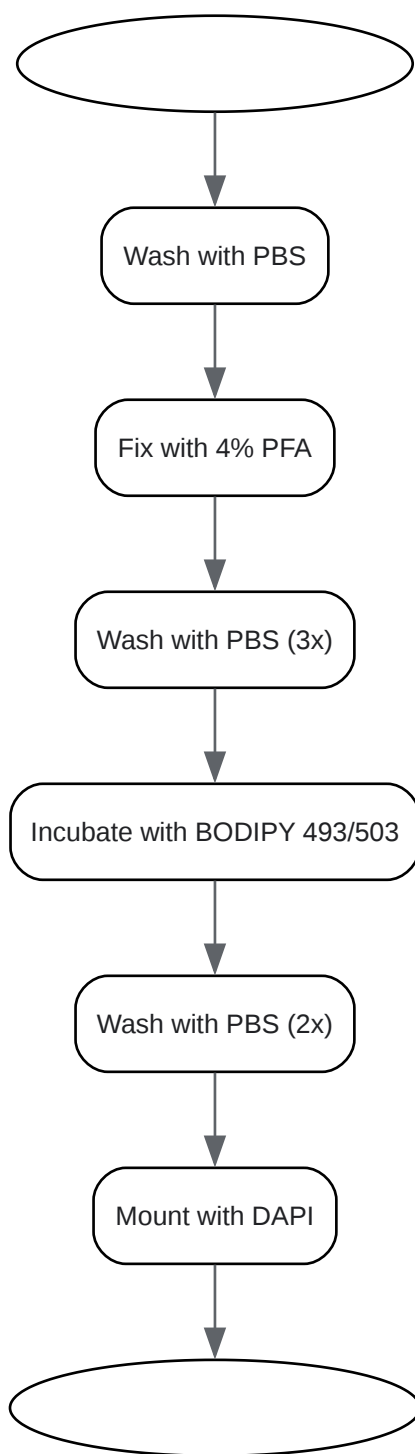 Wash with PBS
Fix with 4% PFA
Wash with PBS (3x)
Incubate with BODIPY 493/503
Wash with PBS (2x)
Mount with DAPI